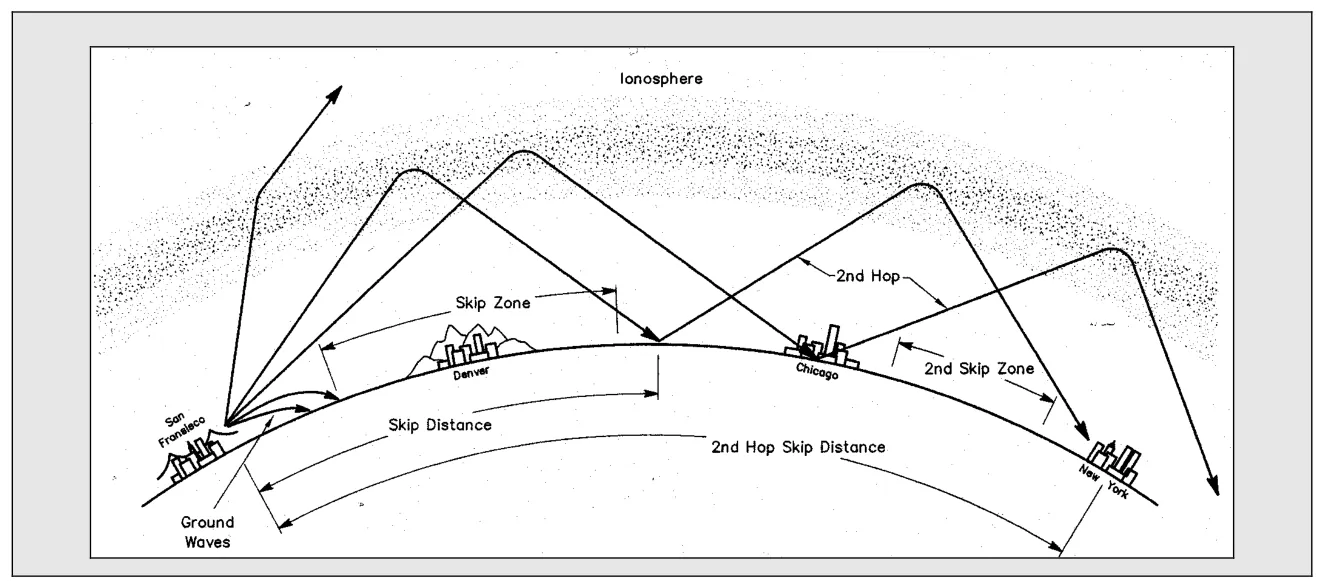 Ionosphere
2nd Hop
Skip Zone
2nd Skip Zone
Denver
Chicago
San
Fransisco
Skip Distance
2nd Hop Skip Distance
New York
Ground
Waves